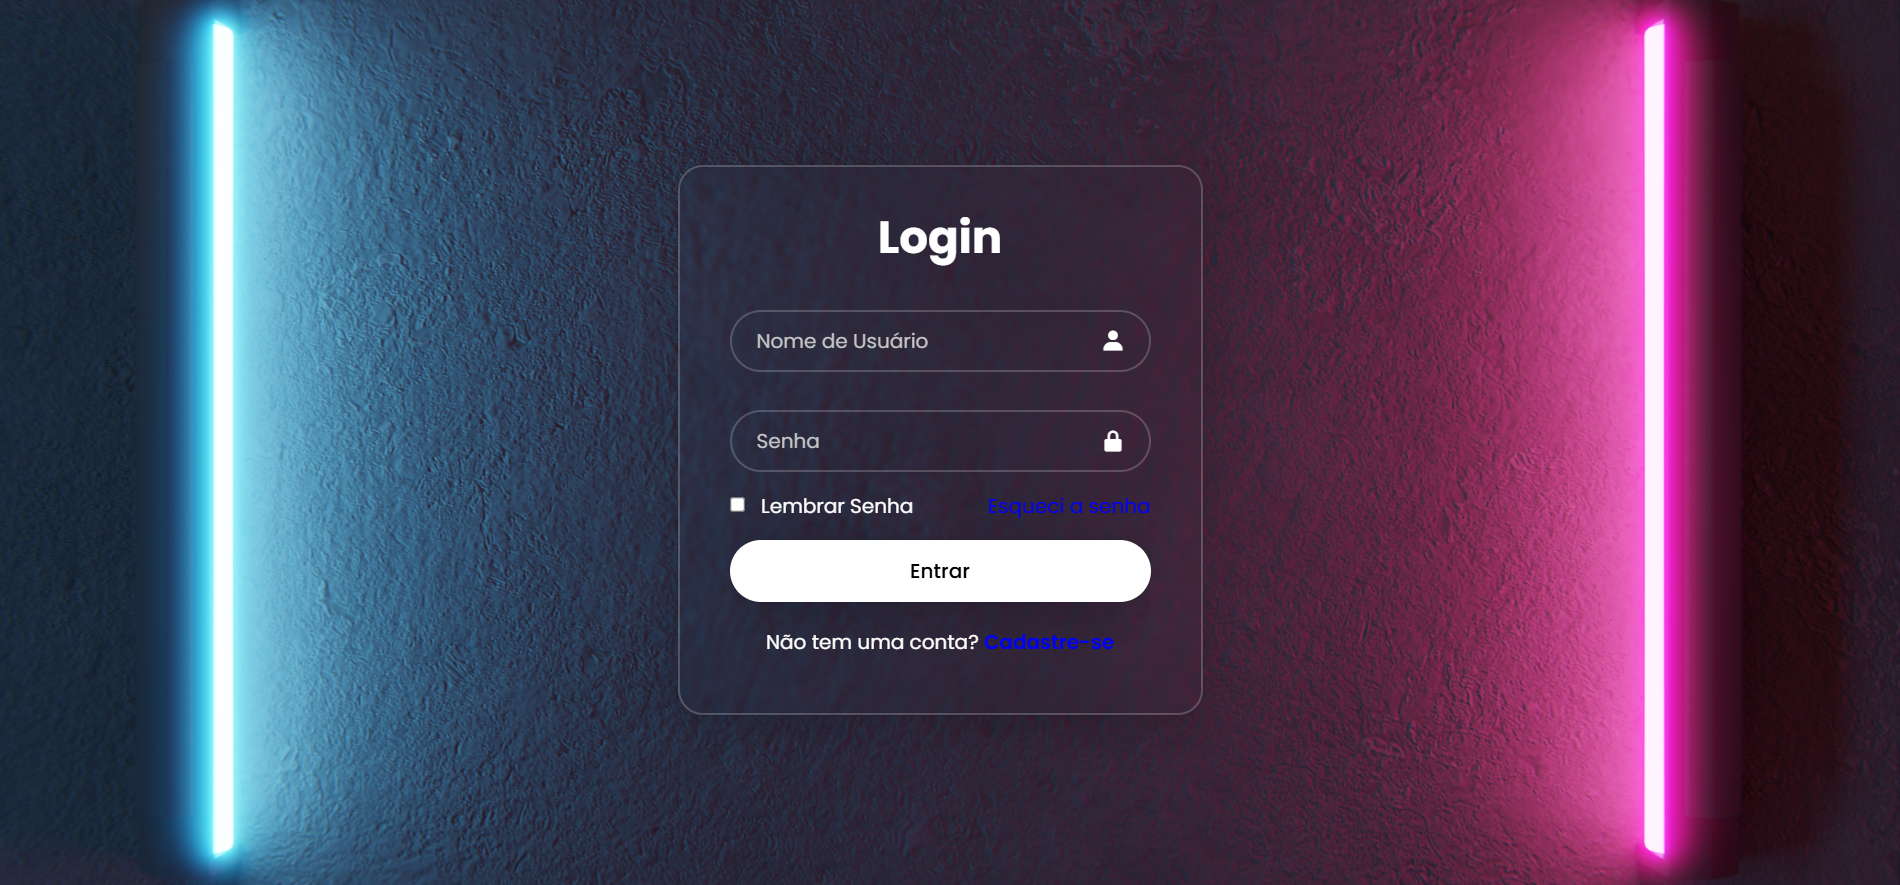 Login
Nome de Usuário
Senha
Lembrar Senha Esqueci a senha
Entrar
Não tem uma conta? Cadastre-se